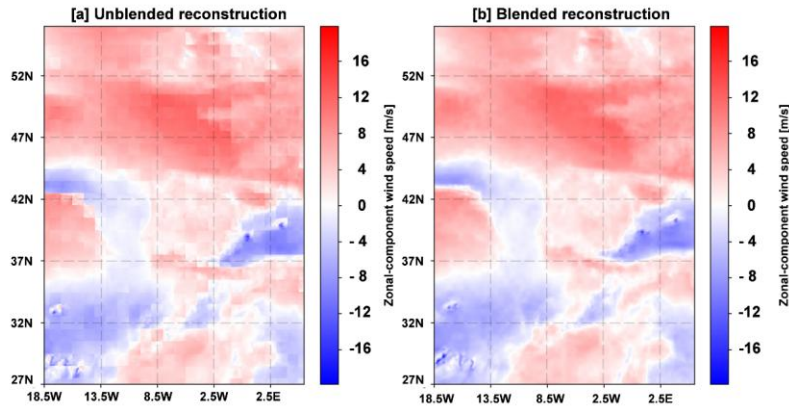 [a] Unblended reconstruction
52N
47N
42N
37N
32N
27N
18.5W 13.5W 8.5W 2.5W 2.5E
16
12
8
4
0
- 4
- 8
-12
-16
Zonal-component wind speed [m/s]
[b] Blended reconstruction
52N
47N
42N
37N
32N
27N
18.5W 13.5W 8.5W 2.5W 2.5E
16
12
8
4
0
- 4
- 8
-12
-16
Zonal-component wind speed [m/s]